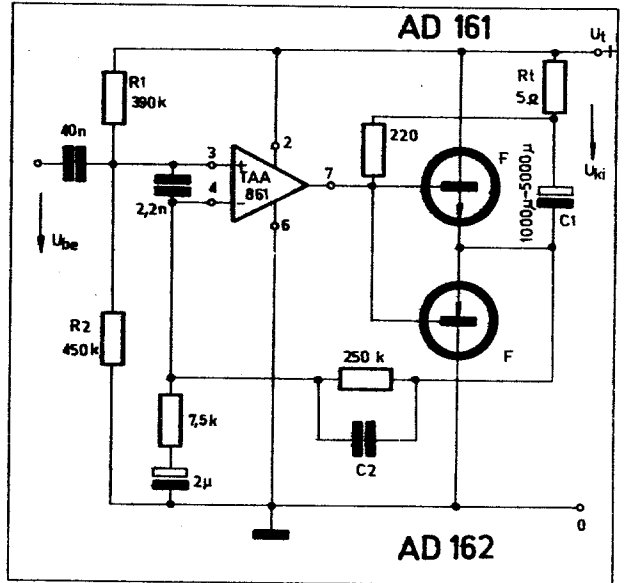 AD 161
Ut
+
R1
390k
Rt
5Ω
40n
220
F
3
+
2
TAA
861
7
4
-
6
2,2n
1000µ-5000µ
C1
Uki
Ube
R2
450k
F
250 k
7,5k
C2
2µ
0
AD 162